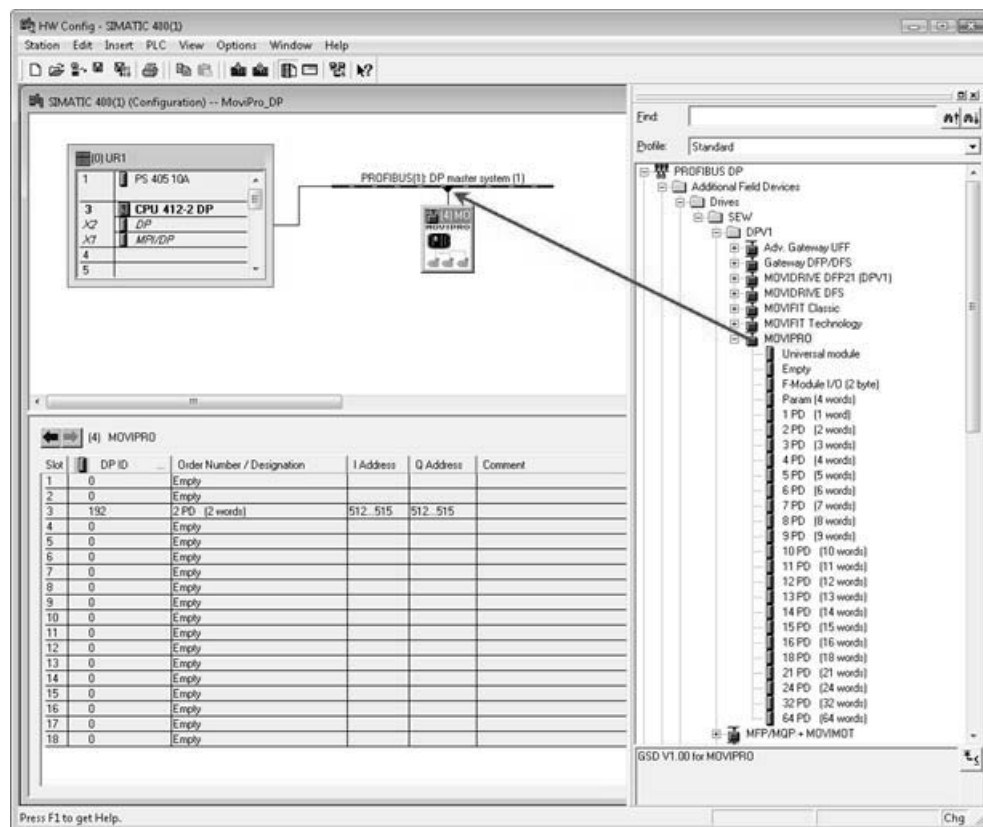 HW Config - SIMATIC 400(1)
Station Edit Insert PLC View Options Window Help
SIMATIC 400(1) (Configuration) -- MoviPro_DP
(0) UR1
1 PS 405 10A
3 CPU 412-2 DP
X2 DP
X1 MPI/DP
4
5
PROFIBUS(1): DP master system (1)
(4) MO
MOVIPRO
(4) MOVIPRO
Slot DP ID ... Order Number / Designation I Address Q Address Comment
1 0 Empty
2 0 Empty
3 192 2 PD (2 words) 512...515 512...515
4 0 Empty
5 0 Empty
6 0 Empty
7 0 Empty
8 0 Empty
9 0 Empty
10 0 Empty
11 0 Empty
12 0 Empty
13 0 Empty
14 0 Empty
15 0 Empty
16 0 Empty
17 0 Empty
18 0 Empty
Find:
Profile: Standard
PROFIBUS DP
Additional Field Devices
Drives
SEW
DPV1
Adv. Gateway UFF
Gateway DFP/DFS
MOVIDRIVE DFP21 (DPV1)
MOVIDRIVE DFS
MOVIFIT Classic
MOVIFIT Technology
MOVIPRO
Universal module
Empty
F-Module I/O (2 byte)
Param (4 words)
1 PD (1 word)
2 PD (2 words)
3 PD (3 words)
4 PD (4 words)
5 PD (5 words)
6 PD (6 words)
7 PD (7 words)
8 PD (8 words)
9 PD (9 words)
10 PD (10 words)
11 PD (11 words)
12 PD (12 words)
13 PD (13 words)
14 PD (14 words)
15 PD (15 words)
16 PD (16 words)
18 PD (18 words)
21 PD (21 words)
24 PD (24 words)
32 PD (32 words)
64 PD (64 words)
MFP/MQP + MOVIMOT
GSD V1.00 for MOVIPRO
Press F1 to get Help.
Chg